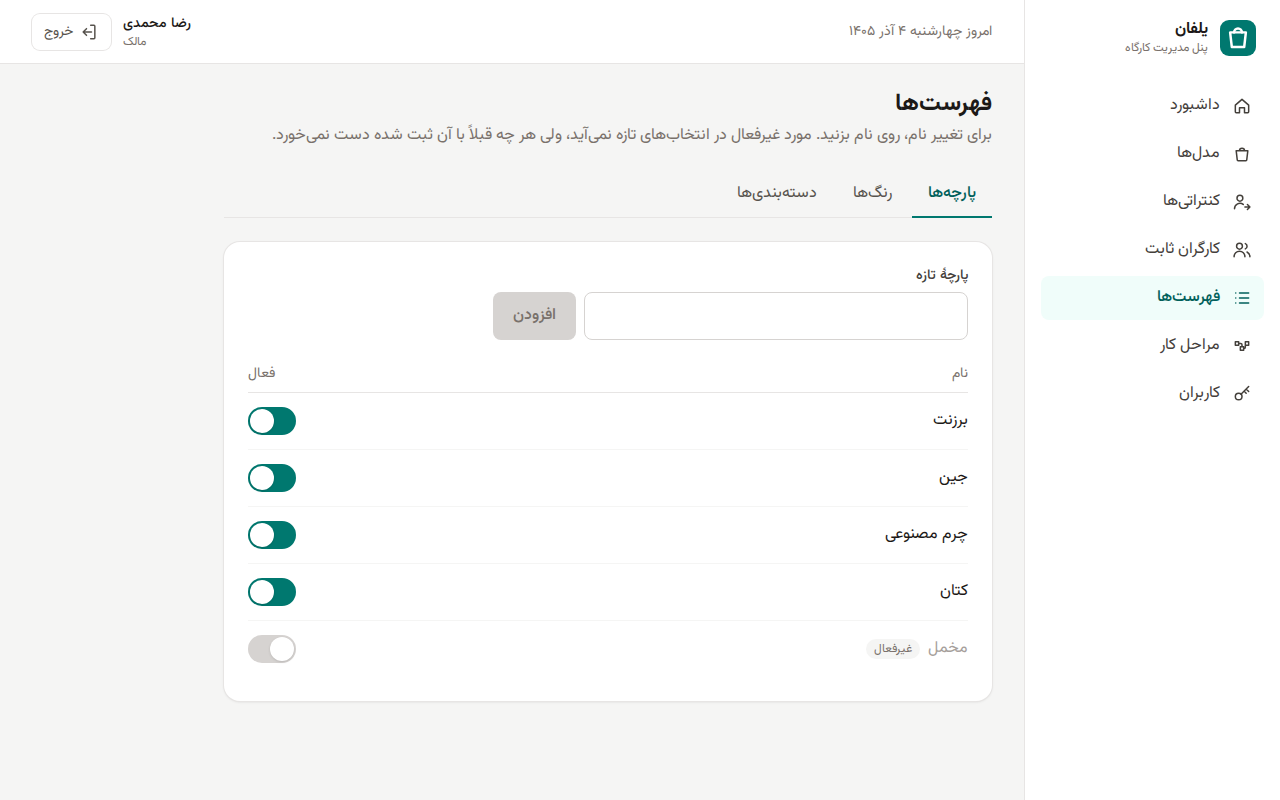 یلفان
پنل مدیریت کارگاه
داشبورد
مدل‌ها
کنتراتی‌ها
کارگران ثابت
فهرست‌ها
مراحل کار
کاربران
امروز چهارشنبه ۴ آذر ۱۴۰۵
رضا محمدی
مالک
خروج
فهرست‌ها
برای تغییر نام، روی نام بزنید. مورد غیرفعال در انتخاب‌های تازه نمی‌آید، ولی هر چه قبلاً با آن ثبت شده دست نمی‌خورد.
پارچه‌ها رنگ‌ها دسته‌بندی‌ها
پارچهٔ تازه
افزودن
نام فعال
برزنت
جین
چرم مصنوعی
کتان
مخمل غیرفعال